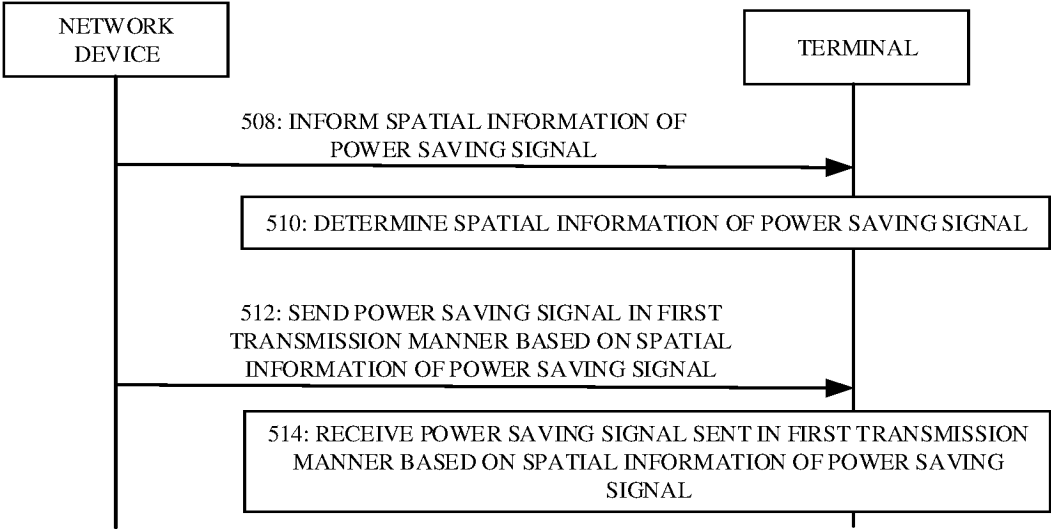 NETWORK
DEVICE
TERMINAL
508: INFORM SPATIAL INFORMATION OF
POWER SAVING SIGNAL
510: DETERMINE SPATIAL INFORMATION OF POWER SAVING SIGNAL
512: SEND POWER SAVING SIGNAL IN FIRST
TRANSMISSION MANNER BASED ON SPATIAL
INFORMATION OF POWER SAVING SIGNAL
514: RECEIVE POWER SAVING SIGNAL SENT IN FIRST TRANSMISSION
MANNER BASED ON SPATIAL INFORMATION OF POWER SAVING
SIGNAL